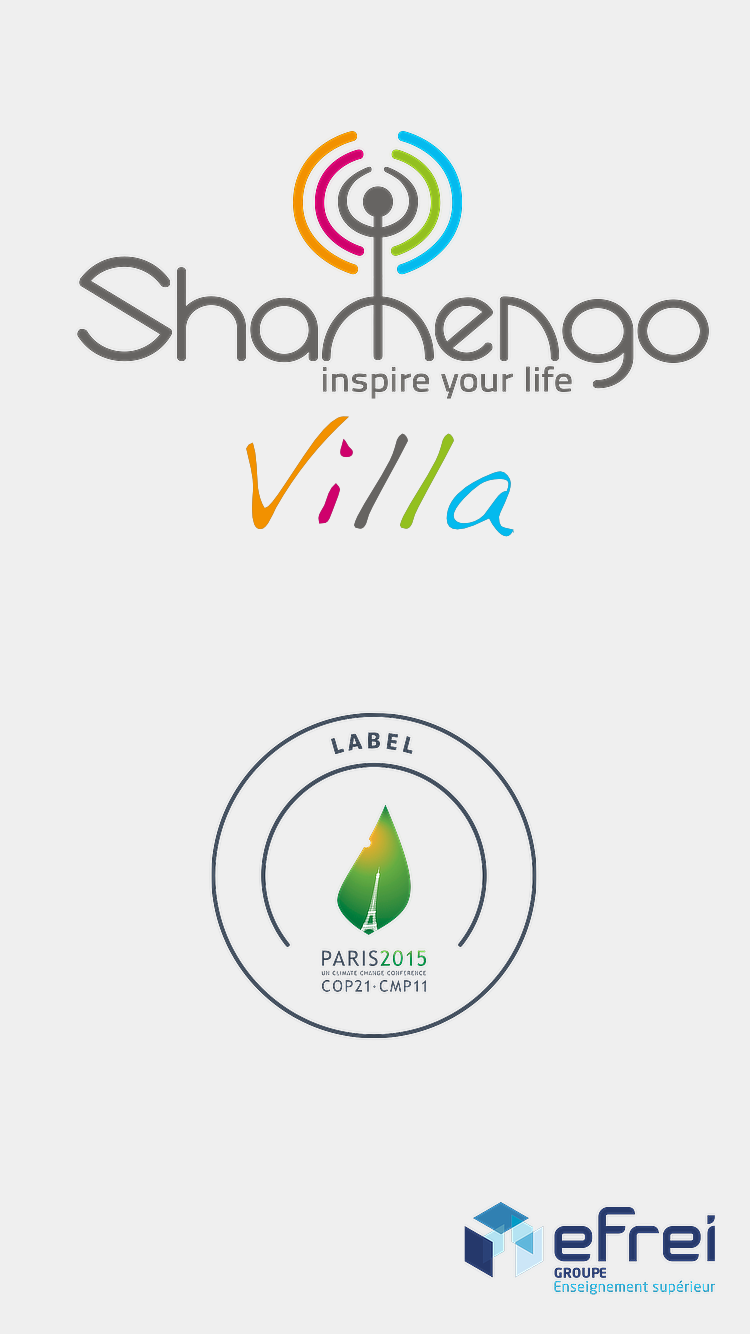 Shamengo
inspire your life
Villa
LABEL
PARIS2015
UN CLIMATE CHANGE CONFERENCE
COP21·CMP11
efrei
GROUPE
Enseignement supérieur